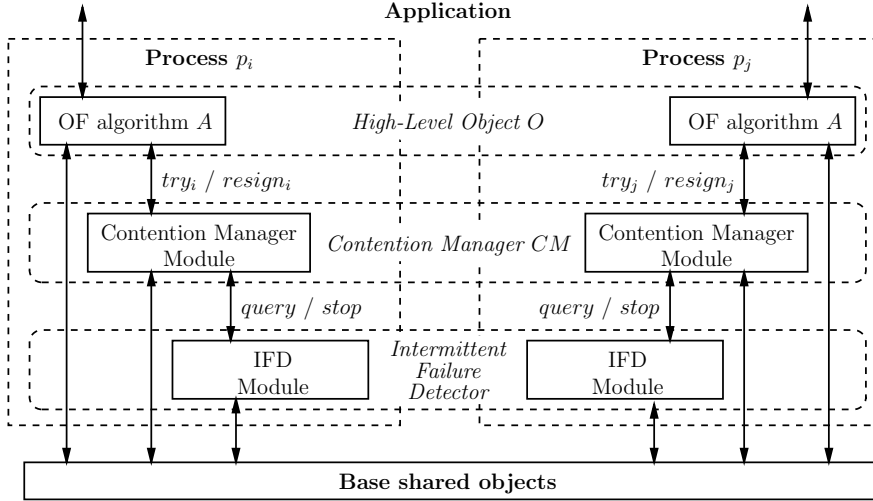 Application
Process p_i
Process p_j
OF algorithm A
High-Level Object O
OF algorithm A
try_i / resign_i
try_j / resign_j
Contention Manager
Module
Contention Manager CM
Contention Manager
Module
query / stop
query / stop
IFD
Module
Intermittent
Failure
Detector
IFD
Module
Base shared objects